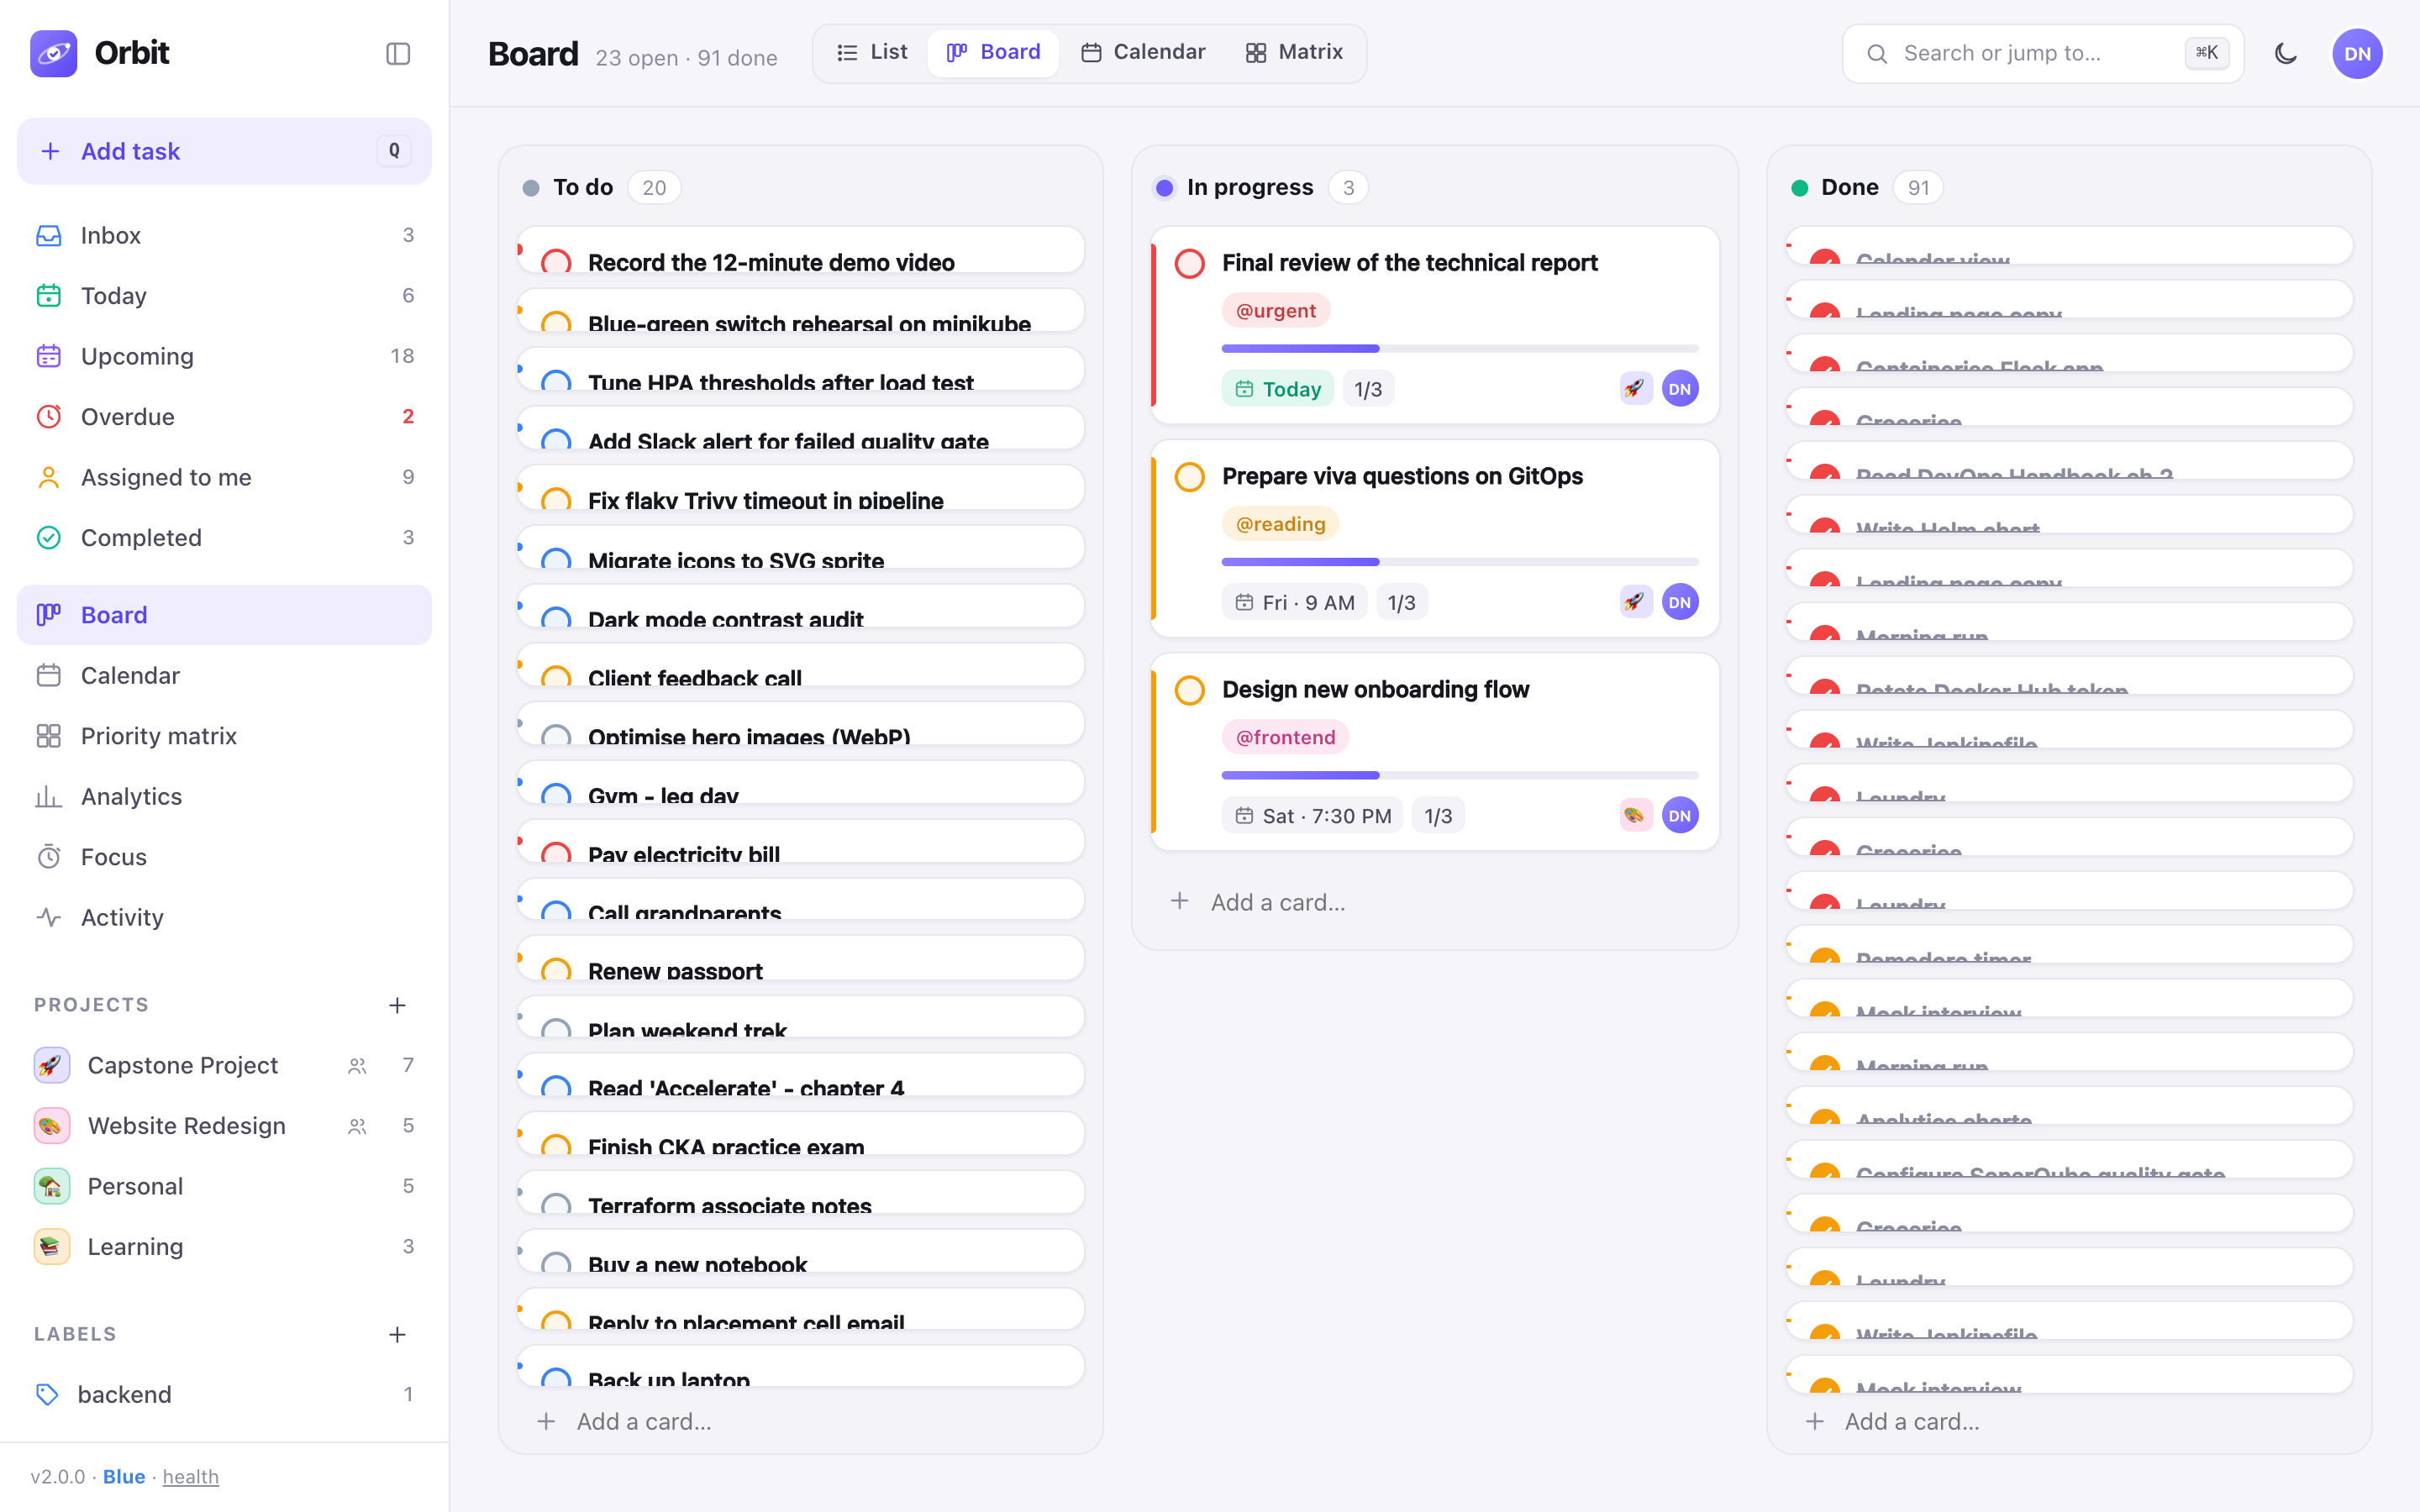 Orbit
Add task Q
Inbox 3
Today 6
Upcoming 18
Overdue 2
Assigned to me 9
Completed 3
Board
Calendar
Priority matrix
Analytics
Focus
Activity
PROJECTS
Capstone Project 7
Website Redesign 5
Personal 5
Learning 3
LABELS
backend 1
v2.0.0 · Blue · health
Board 23 open · 91 done
List Board Calendar Matrix
Search or jump to... ⌘K
DN
To do 20
Record the 12-minute demo video
Blue-green switch rehearsal on minikube
Tune HPA thresholds after load test
Add Slack alert for failed quality gate
Fix flaky Trivy timeout in pipeline
Migrate icons to SVG sprite
Dark mode contrast audit
Client feedback call
Optimise hero images (WebP)
Gym - leg day
Pay electricity bill
Call grandparents
Renew passport
Plan weekend trek
Read 'Accelerate' - chapter 4
Finish CKA practice exam
Terraform associate notes
Buy a new notebook
Reply to placement cell email
Back up laptop
Add a card...
In progress 3
Final review of the technical report
@urgent
Today 1/3 DN
Prepare viva questions on GitOps
@reading
Fri · 9 AM 1/3 DN
Design new onboarding flow
@frontend
Sat · 7:30 PM 1/3 DN
Add a card...
Done 91
Calendar view
Landing page copy
Containerise Flask app
Groceries
Read DevOps Handbook ch 2
Write Helm chart
Landing page copy
Morning run
Rotate Docker Hub token
Write Jenkinsfile
Laundry
Groceries
Laundry
Pomodoro timer
Mock interview
Morning run
Analytics charts
Configure SonarQube quality gate
Groceries
Laundry
Write Jenkinsfile
Mock interview
Add a card...